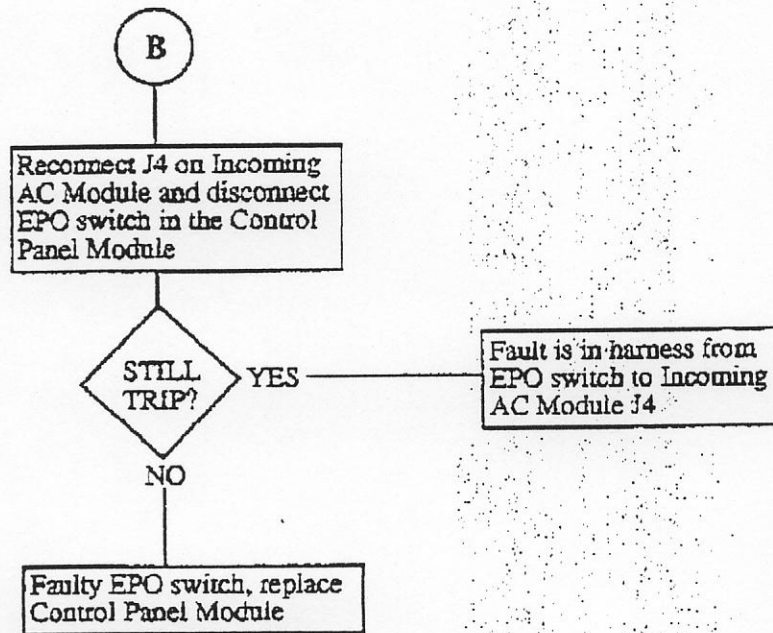 B
Reconnect J4 on Incoming
AC Module and disconnect
EPO switch in the Control
Panel Module
STILL
TRIP?
YES
Fault is in harness from
EPO switch to Incoming
AC Module J4
NO
Faulty EPO switch, replace
Control Panel Module